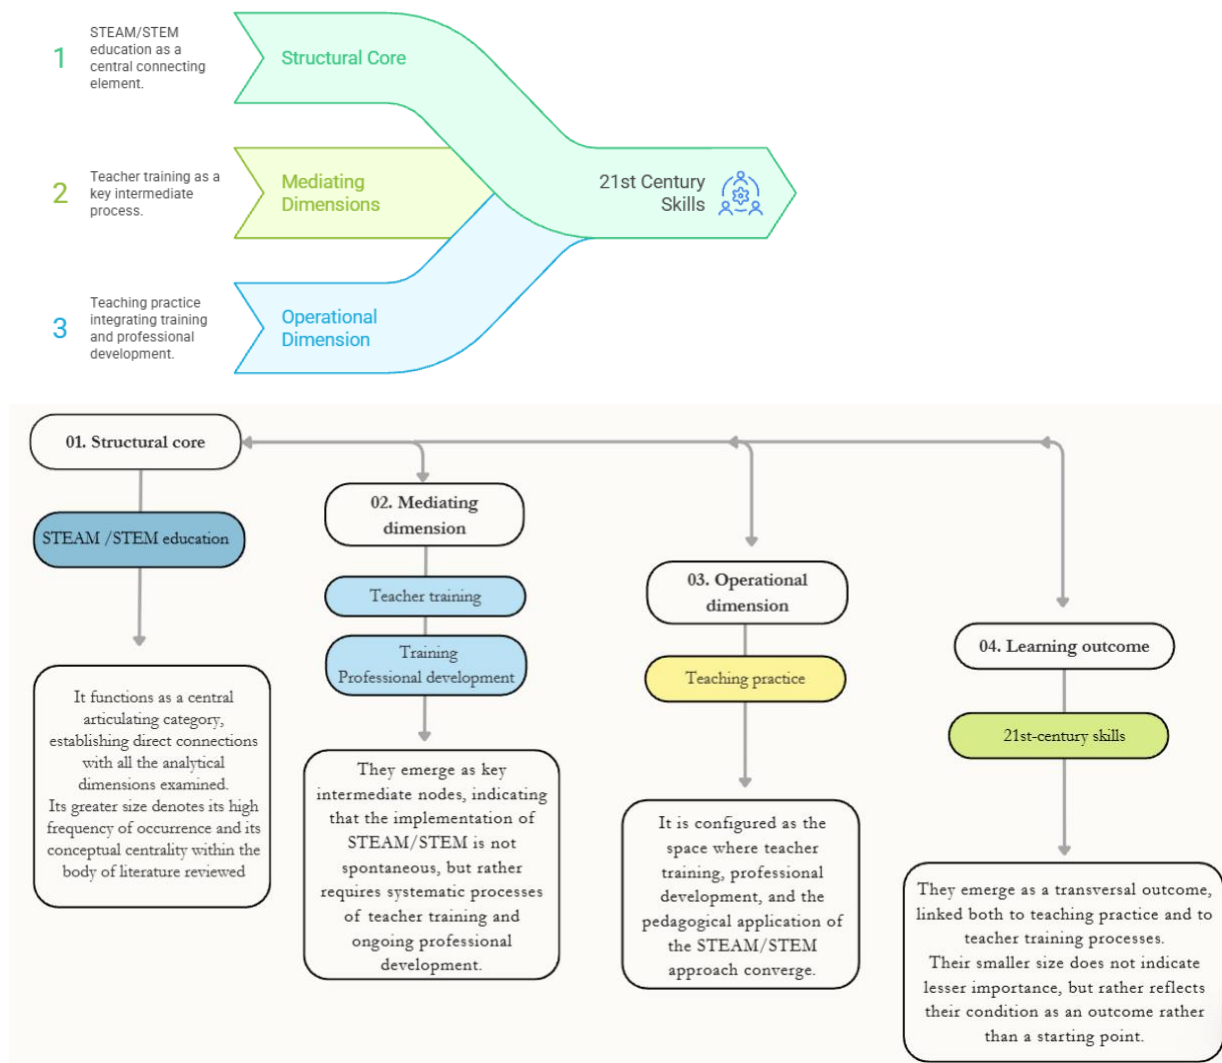 1
STEAM/STEM
education as a
central connecting
element.
Structural Core
2
Teacher training as a
key intermediate
process.
Mediating
Dimensions
21st Century
Skills
3
Teaching practice
integrating training
and professional
development.
Operational
Dimension
01. Structural core
STEAM /STEM education
It functions as a central
articulating category,
establishing direct connections
with all the analytical
dimensions examined.
Its greater size denotes its high
frequency of occurrence and its
conceptual centrality within the
body of literature reviewed
02. Mediating
dimension
Teacher training
Training
Professional development
They emerge as key
intermediate nodes, indicating
that the implementation of
STEAM/STEM is not
spontaneous, but rather
requires systematic processes
of teacher training and
ongoing professional
development.
03. Operational
dimension
Teaching practice
It is configured as the
space where teacher
training, professional
development, and the
pedagogical application of
the STEAM/STEM
approach converge.
04. Learning outcome
21st-century skills
They emerge as a transversal outcome,
linked both to teaching practice and to
teacher training processes.
Their smaller size does not indicate
lesser importance, but rather reflects
their condition as an outcome rather
than a starting point.